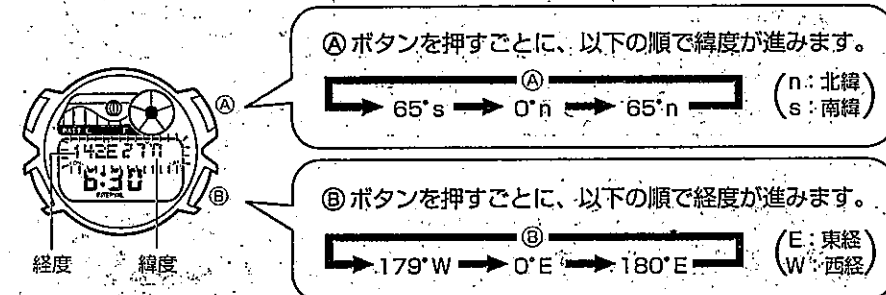 Ⓐボタンを押すごとに、以下の順で緯度が進みます。
Ⓐ
65°s 0°n 65°n
(n:北緯
s:南緯)
Ⓐ
142E27n
6:30
Ⓑ
経度 緯度
Ⓑボタンを押すごとに、以下の順で経度が進みます。
Ⓑ
179°W 0°E 180°E
(E:東経
W:西経)